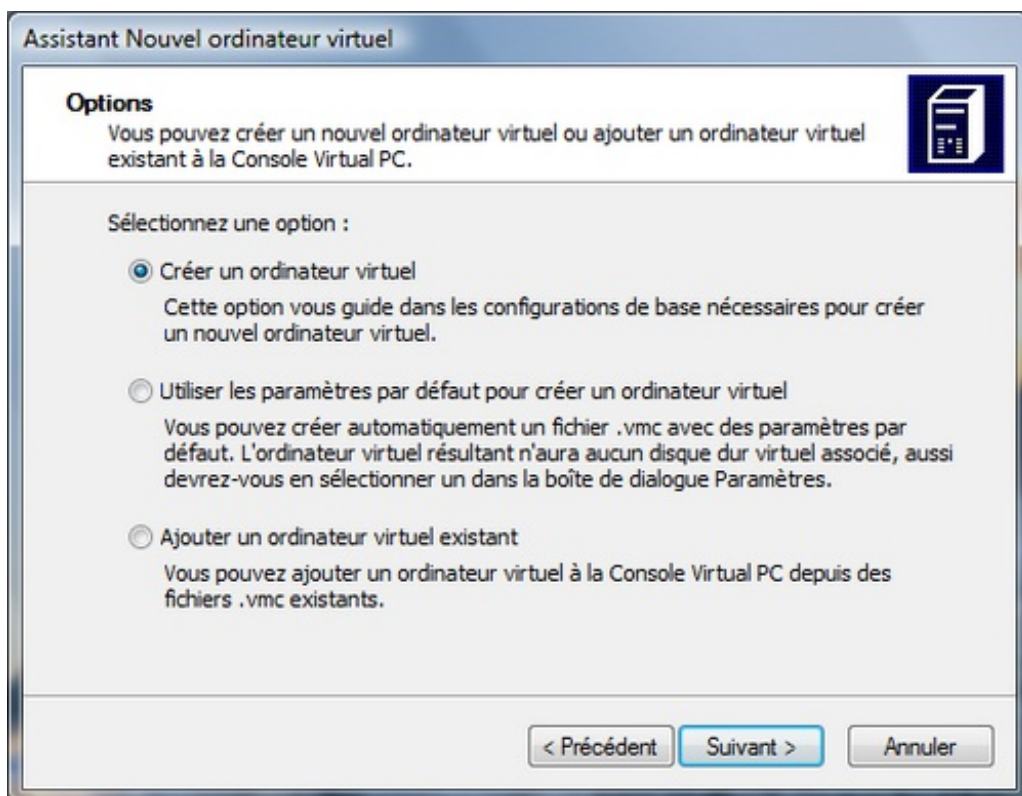 Assistant Nouvel ordinateur virtuel
Options
Vous pouvez créer un nouvel ordinateur virtuel ou ajouter un ordinateur virtuel
existant à la Console Virtual PC.
Sélectionnez une option :
Créer un ordinateur virtuel
Cette option vous guide dans les configurations de base nécessaires pour créer
un nouvel ordinateur virtuel.
Utiliser les paramètres par défaut pour créer un ordinateur virtuel
Vous pouvez créer automatiquement un fichier .vmc avec des paramètres par
défaut. L'ordinateur virtuel résultant n'aura aucun disque dur virtuel associé, aussi
devrez-vous en sélectionner un dans la boîte de dialogue Paramètres.
Ajouter un ordinateur virtuel existant
Vous pouvez ajouter un ordinateur virtuel à la Console Virtual PC depuis des
fichiers .vmc existants.
< Précédent Suivant > Annuler